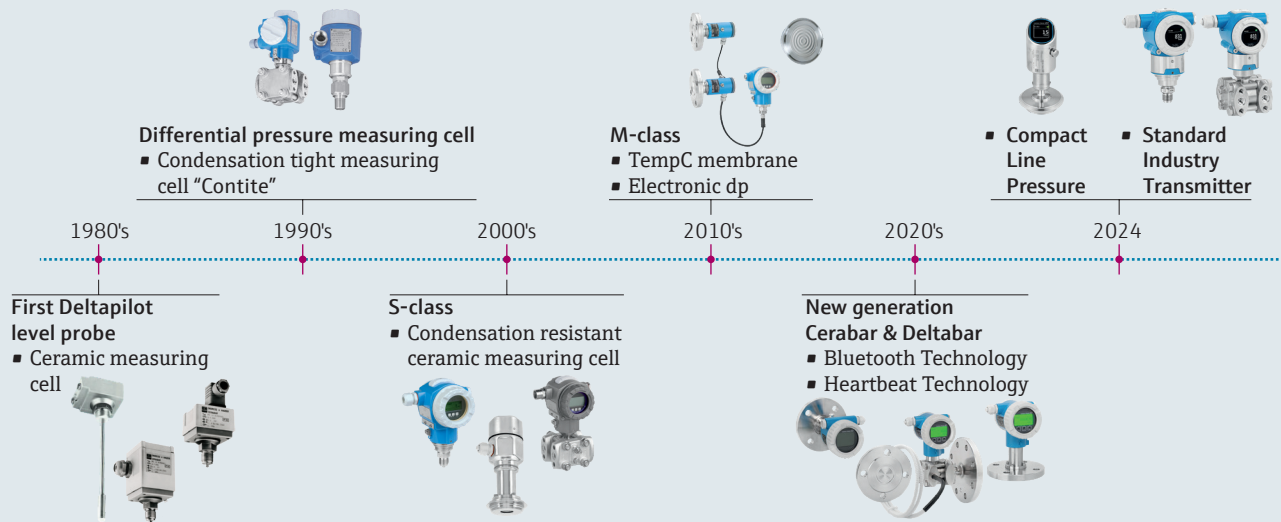 Differential pressure measuring cell
▪ Condensation tight measuring
cell “Contite”
M-class
▪ TempC membrane
▪ Electronic dp
▪ Compact
Line
Pressure
▪ Standard
Industry
Transmitter
1980's
1990's
2000's
2010's
2020's
2024
First Deltapilot
level probe
▪ Ceramic measuring
cell
S-class
▪ Condensation resistant
ceramic measuring cell
New generation
Cerabar & Deltabar
▪ Bluetooth Technology
▪ Heartbeat Technology